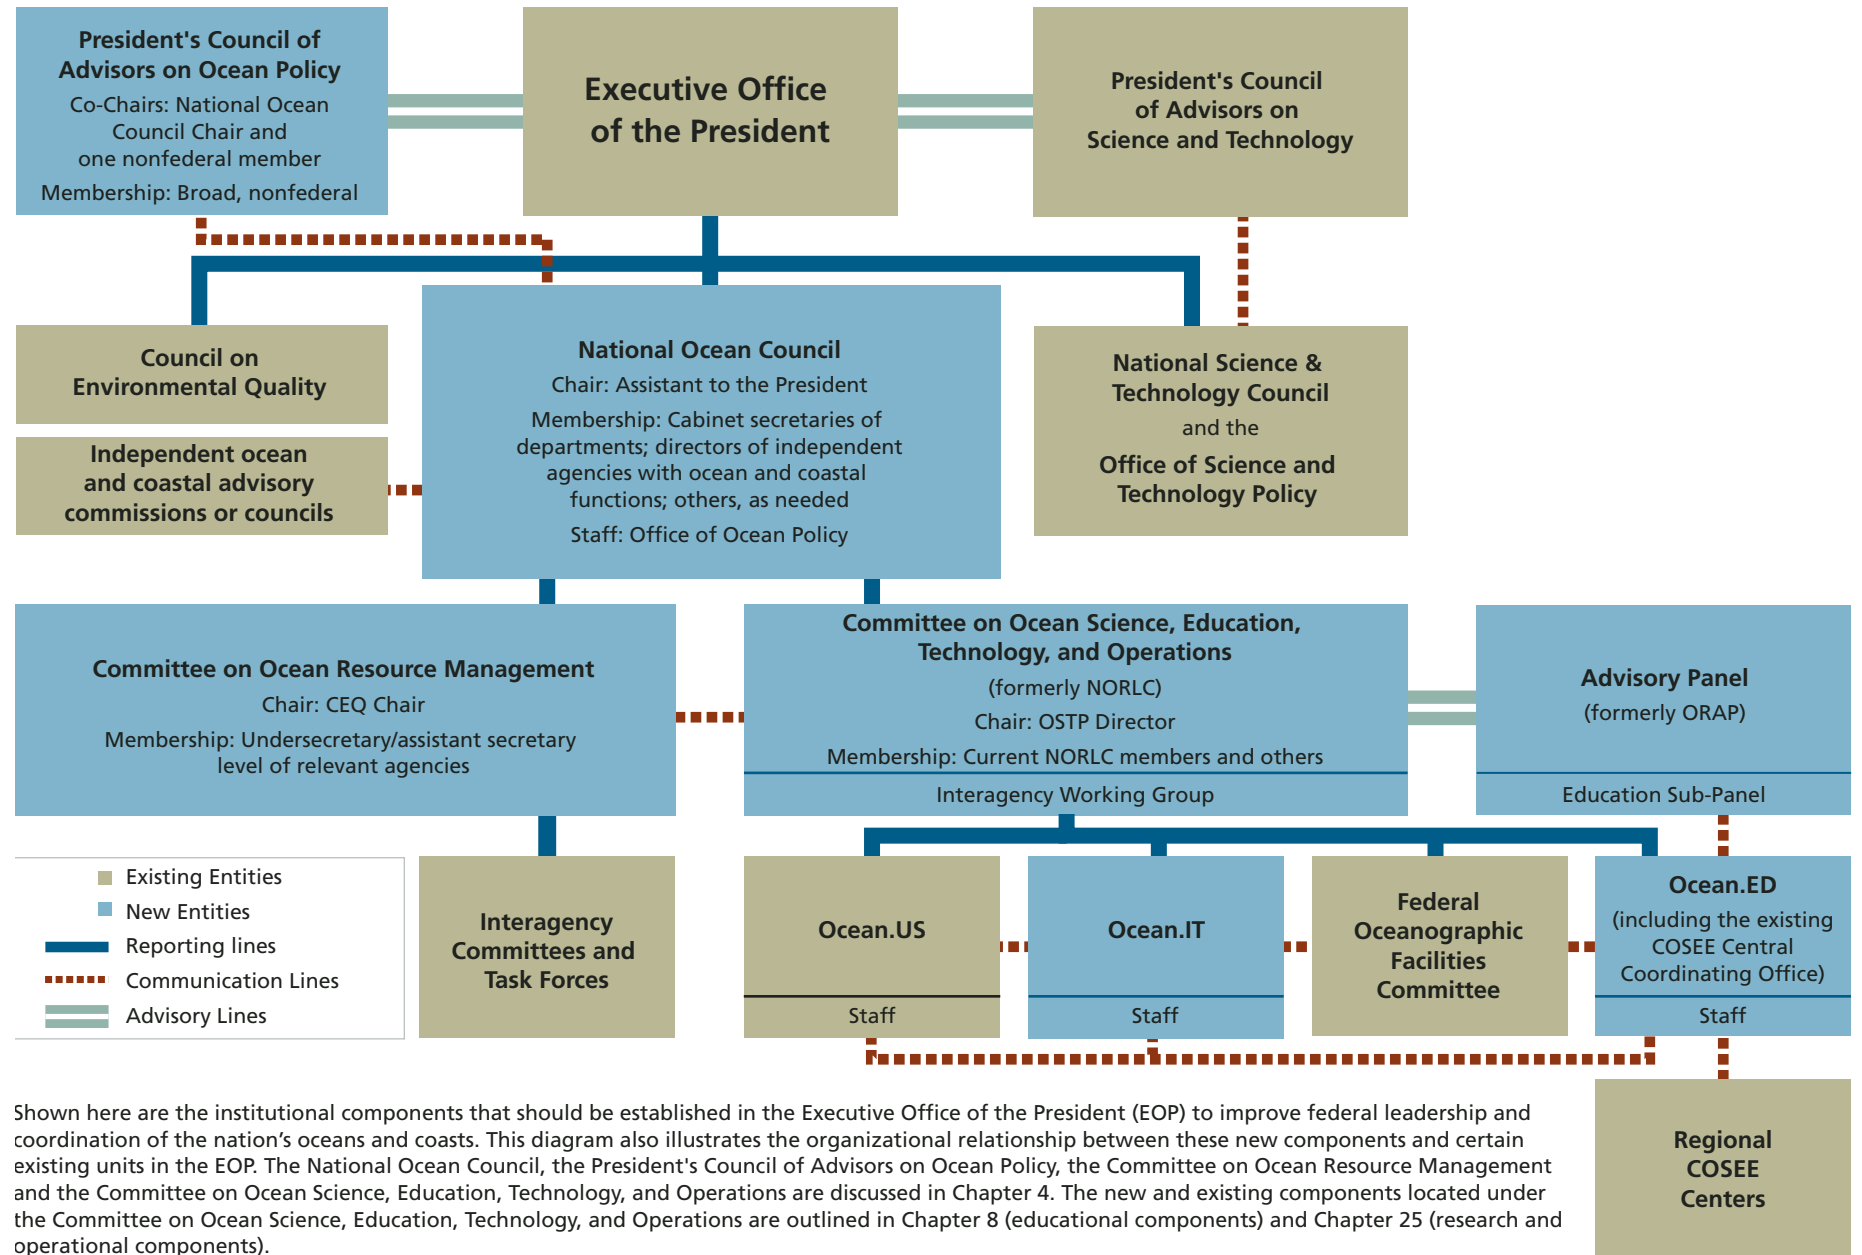 President's Council of
Advisors on Ocean Policy
Co-Chairs: National Ocean
Council Chair and
one nonfederal member
Membership: Broad, nonfederal
Executive Office
of the President
President's Council
of Advisors on
Science and Technology
Council on
Environmental Quality
Independent ocean
and coastal advisory
commissions or councils
National Ocean Council
Chair: Assistant to the President
Membership: Cabinet secretaries of
departments; directors of independent
agencies with ocean and coastal
functions; others, as needed
Staff: Office of Ocean Policy
National Science &
Technology Council
and the
Office of Science and
Technology Policy
Committee on Ocean Resource Management
Chair: CEQ Chair
Membership: Undersecretary/assistant secretary
level of relevant agencies
Committee on Ocean Science, Education,
Technology, and Operations
(formerly NORLC)
Chair: OSTP Director
Membership: Current NORLC members and others
Interagency Working Group
Advisory Panel
(formerly ORAP)
Education Sub-Panel
Existing Entities
New Entities
Reporting lines
Communication Lines
Advisory Lines
Interagency
Committees and
Task Forces
Ocean.US
Staff
Ocean.IT
Staff
Federal
Oceanographic
Facilities
Committee
Ocean.ED
(including the existing
COSEE Central
Coordinating Office)
Staff
Regional
COSEE
Centers
Shown here are the institutional components that should be established in the Executive Office of the President (EOP) to improve federal leadership and
coordination of the nation’s oceans and coasts. This diagram also illustrates the organizational relationship between these new components and certain
existing units in the EOP. The National Ocean Council, the President's Council of Advisors on Ocean Policy, the Committee on Ocean Resource Management
and the Committee on Ocean Science, Education, Technology, and Operations are discussed in Chapter 4. The new and existing components located under
the Committee on Ocean Science, Education, Technology, and Operations are outlined in Chapter 8 (educational components) and Chapter 25 (research and
operational components).